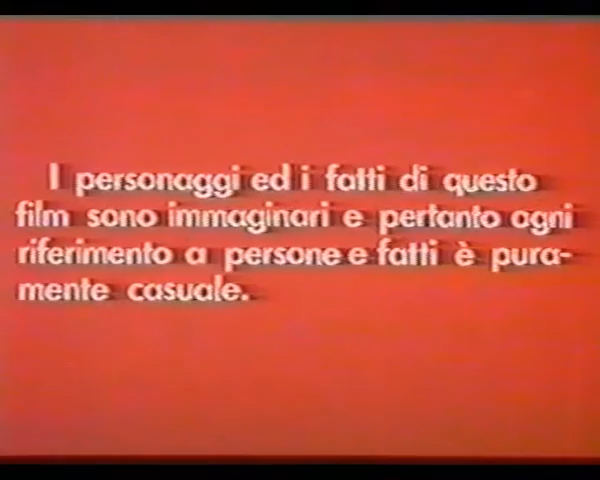 I personaggi ed i fatti di questo
film sono immaginari e pertanto ogni
riferimento a persone e fatti è pura-
mente casuale.